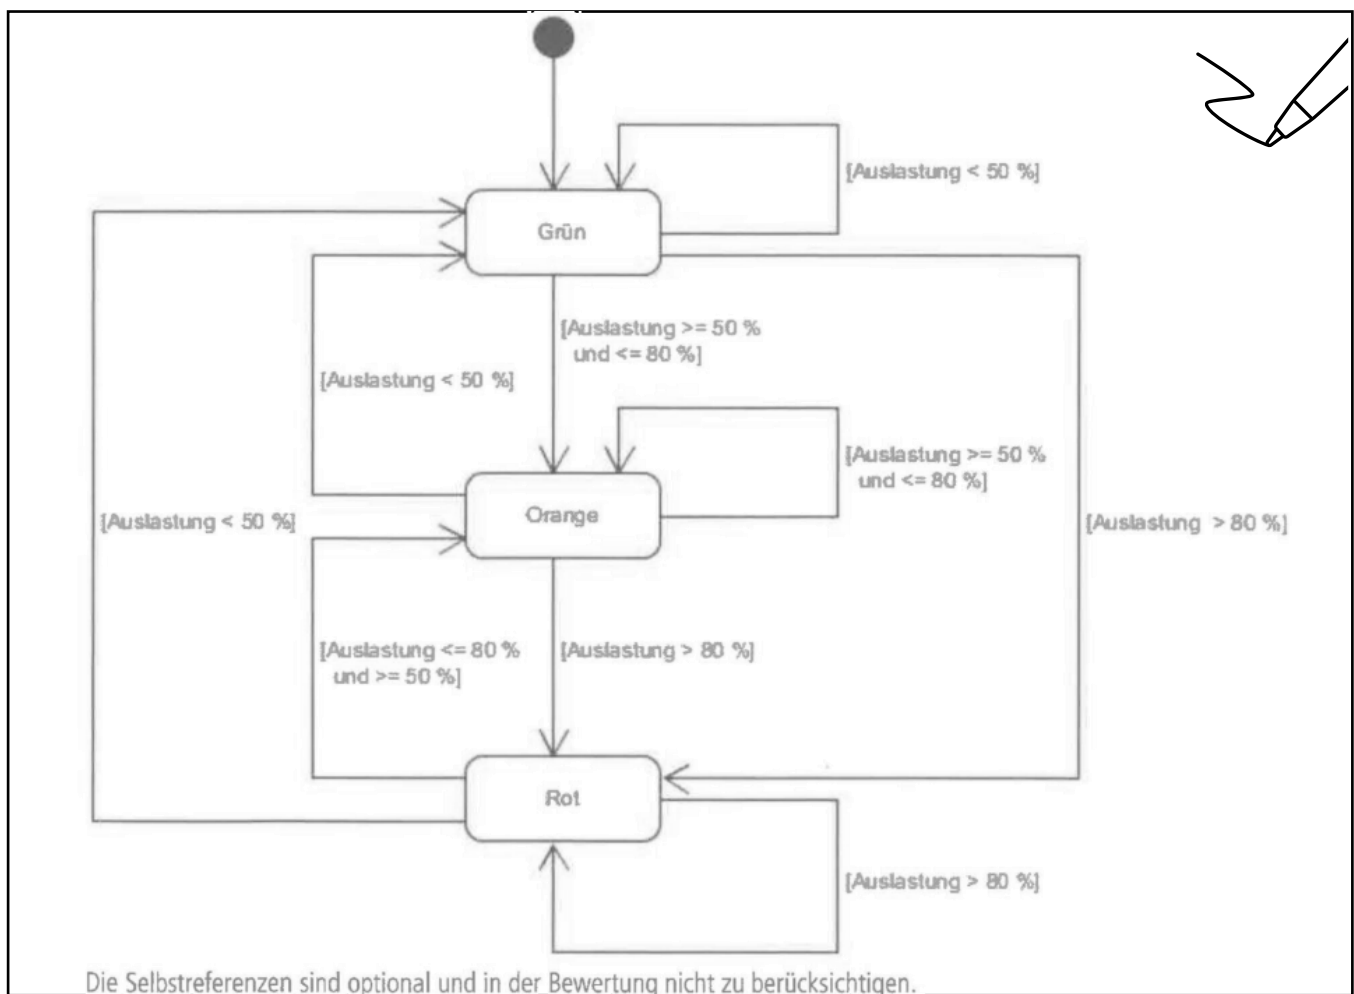 [Auslastung < 50 %]
Grün
[Auslastung >= 50 %
und <= 80 %]
[Auslastung < 50 %]
[Auslastung >= 50 %
und <= 80 %]
Orange
[Auslastung < 50 %]
[Auslastung > 80 %]
[Auslastung <= 80 %
und >= 50 %]
[Auslastung > 80 %]
Rot
[Auslastung > 80 %]
Die Selbstreferenzen sind optional und in der Bewertung nicht zu berücksichtigen.